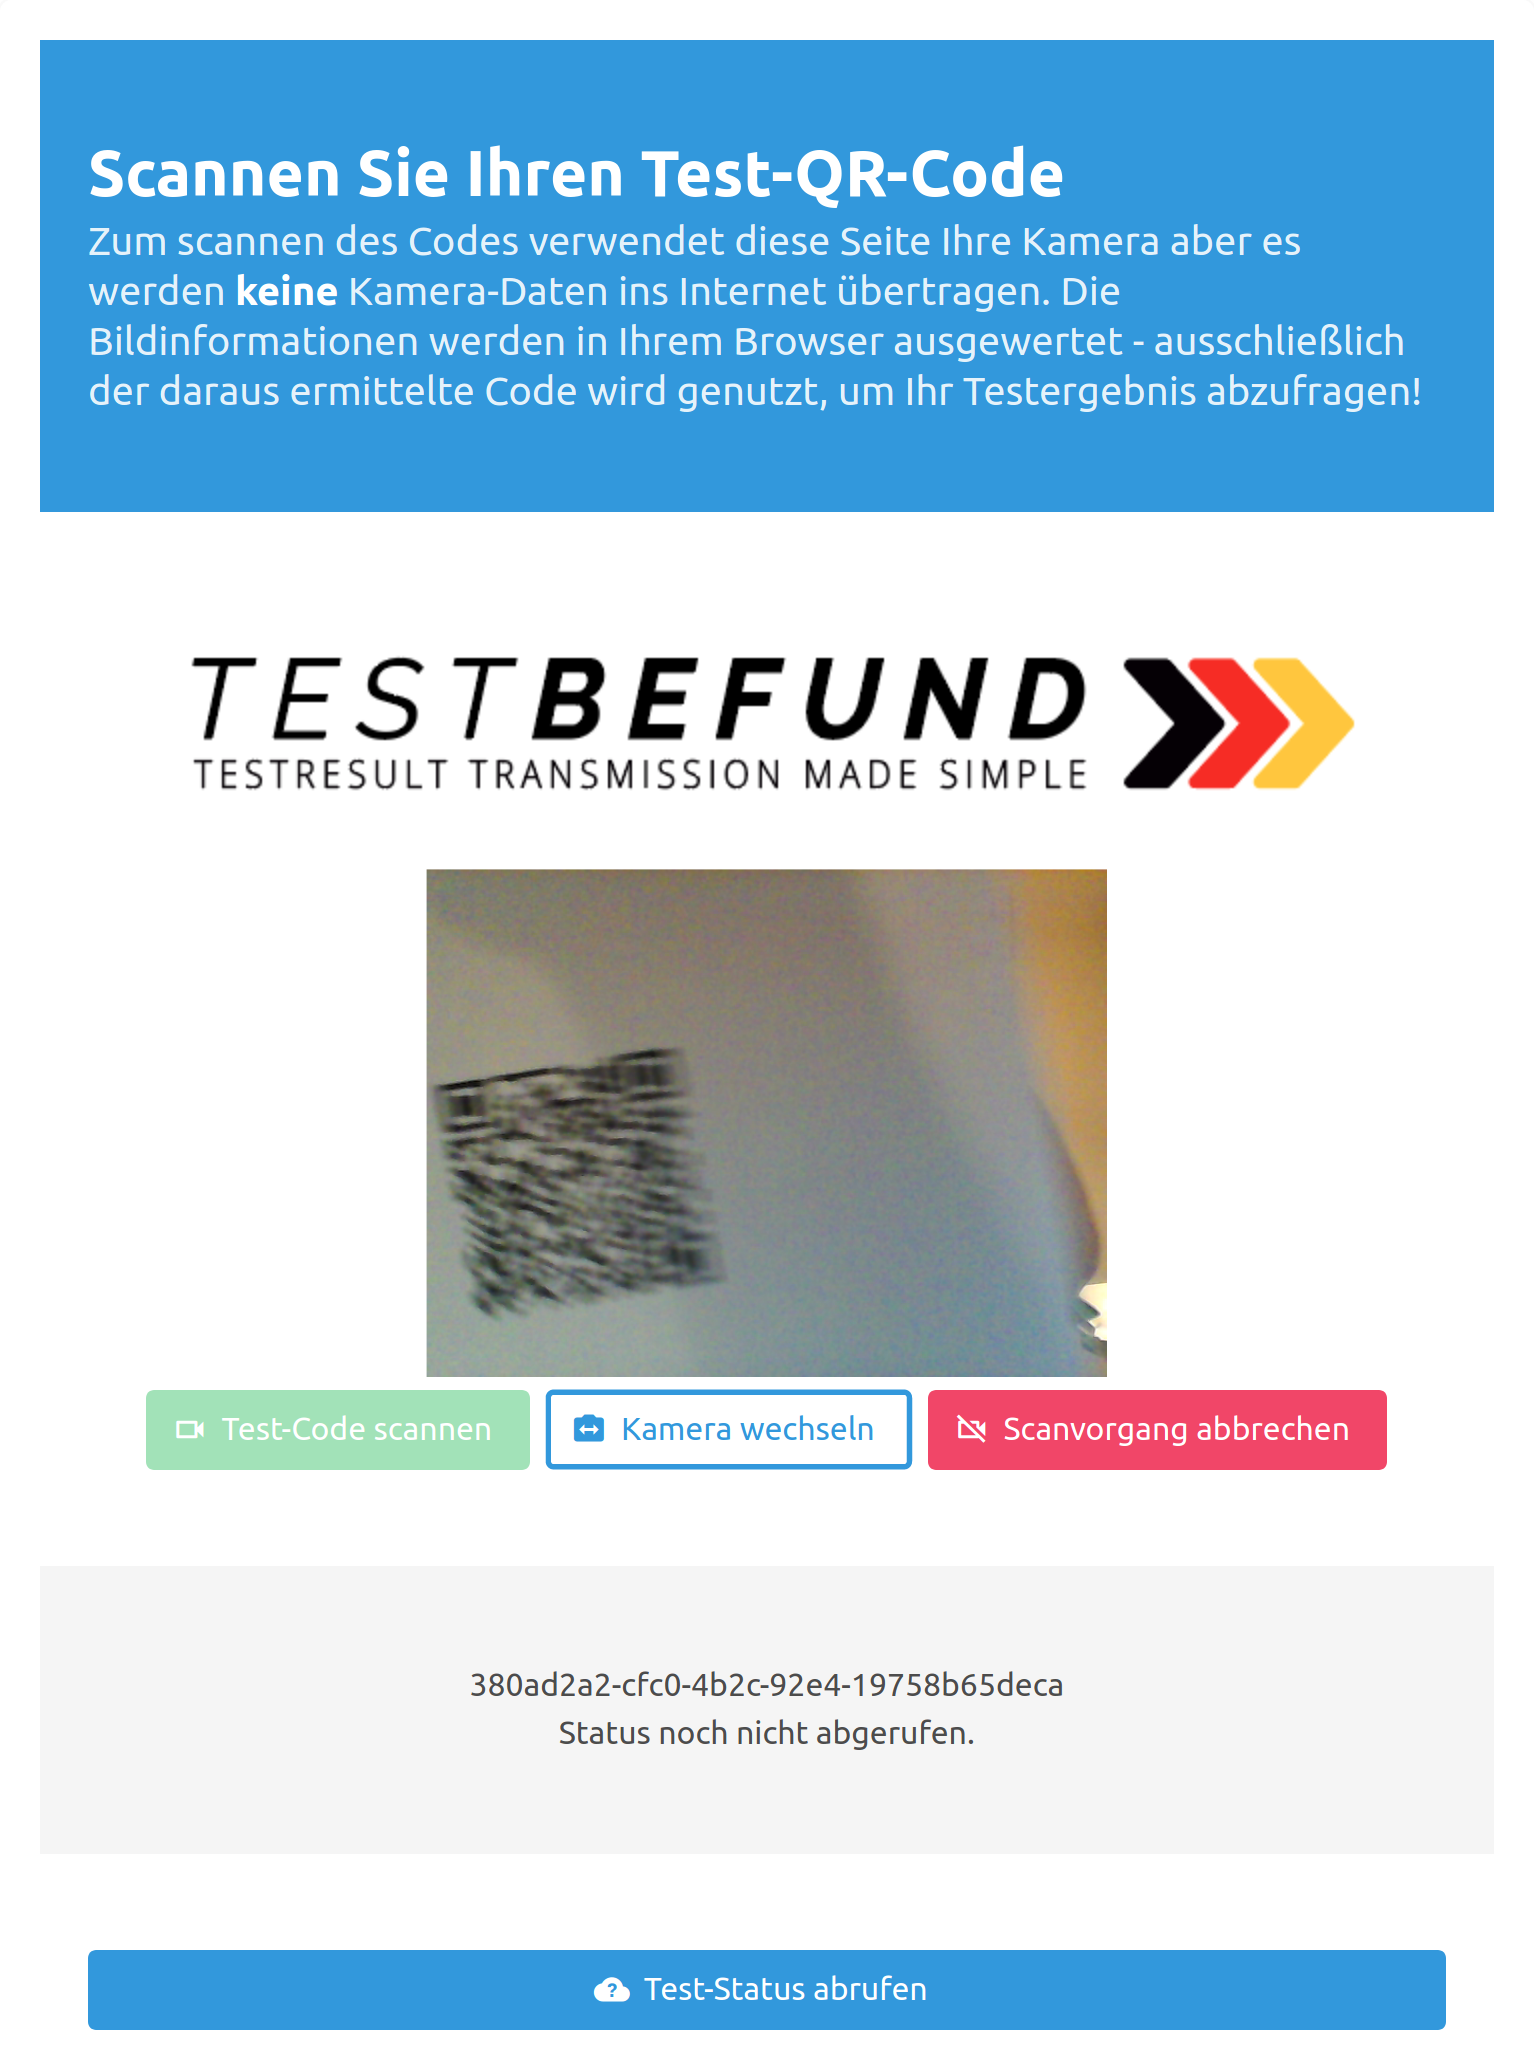 Scannen Sie Ihren Test-QR-Code
Zum scannen des Codes verwendet diese Seite Ihre Kamera aber es
werden keine Kamera-Daten ins Internet übertragen. Die
Bildinformationen werden in Ihrem Browser ausgewertet - ausschließlich
der daraus ermittelte Code wird genutzt, um Ihr Testergebnis abzufragen!
TESTBEFUND
TESTRESULT TRANSMISSION MADE SIMPLE
Test-Code scannen
Kamera wechseln
Scanvorgang abbrechen
380ad2a2-cfc0-4b2c-92e4-19758b65deca
Status noch nicht abgerufen.
Test-Status abrufen